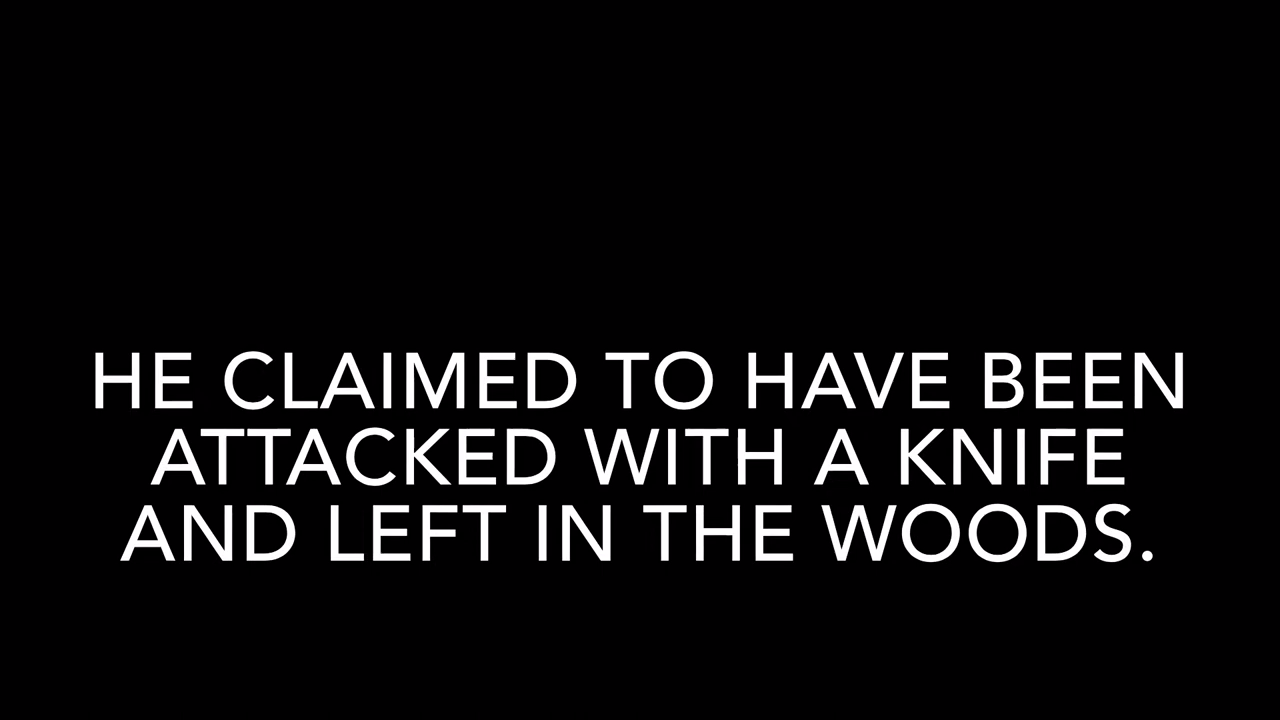 HE CLAIMED TO HAVE BEEN
ATTACKED WITH A KNIFE
AND LEFT IN THE WOODS.